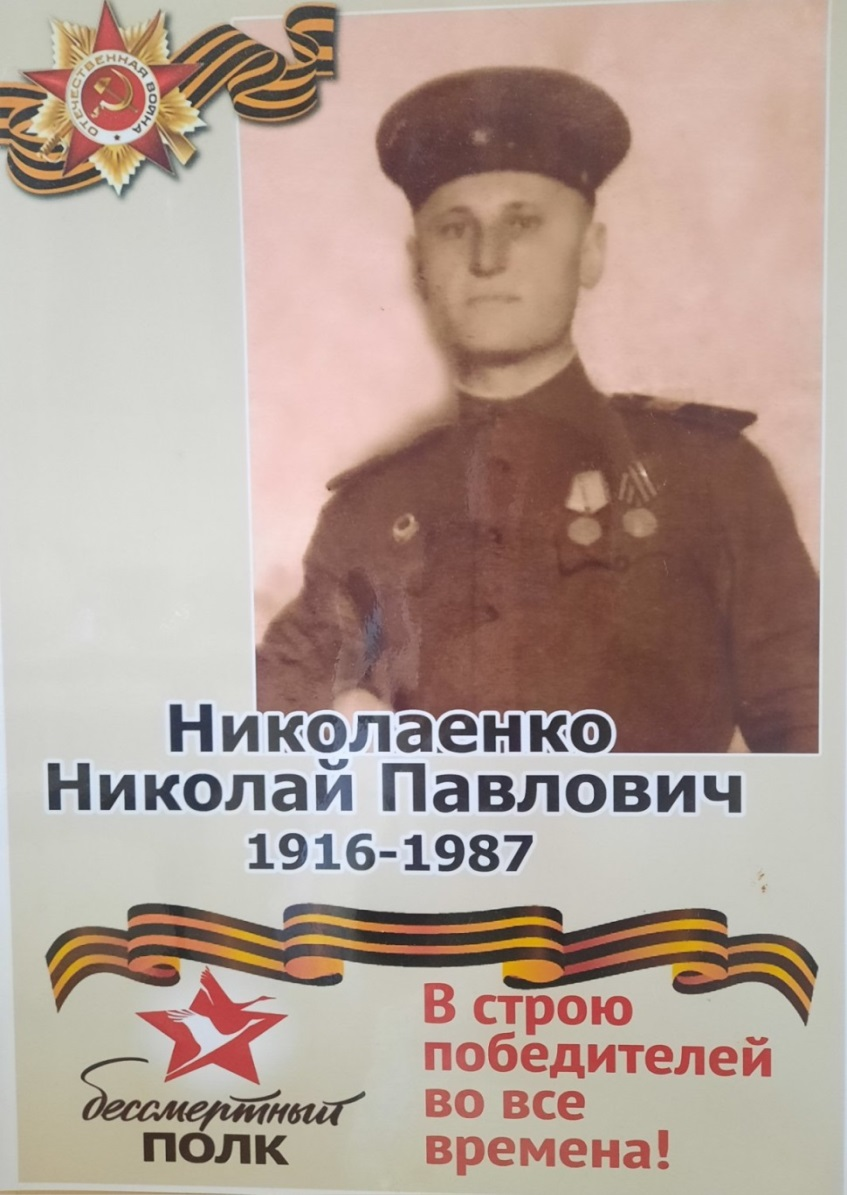 ОТЕЧЕСТВЕННАЯ ВОЙНА
Николаенко
Николай Павлович
1916-1987
бессмертный
ПОЛК
В строю
победителей
во все
времена!